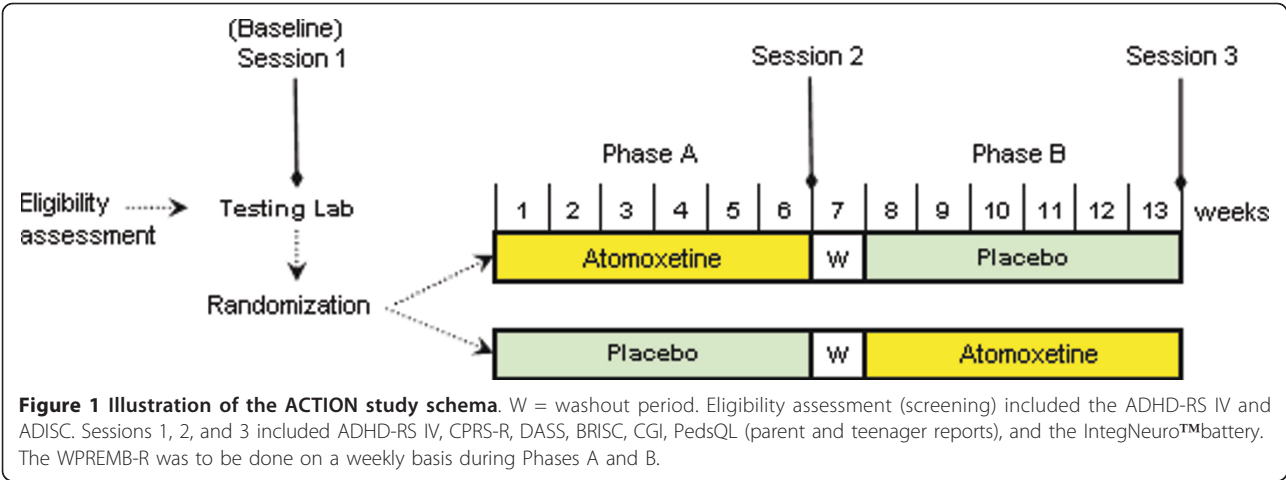 (Baseline)
Session 1
Session 2
Session 3
Phase A
Phase B
Eligibility
assessment
Testing Lab
1 2 3 4 5 6 7 8 9 10 11 12 13 weeks
Atomoxetine W Placebo
Randomization
Placebo W Atomoxetine
Figure 1 Illustration of the ACTION study schema. W = washout period. Eligibility assessment (screening) included the ADHD-RS IV and
ADISC. Sessions 1, 2, and 3 included ADHD-RS IV, CPRS-R, DASS, BRISC, CGI, PedsQL (parent and teenager reports), and the IntegNeuro™battery.
The WPREMB-R was to be done on a weekly basis during Phases A and B.